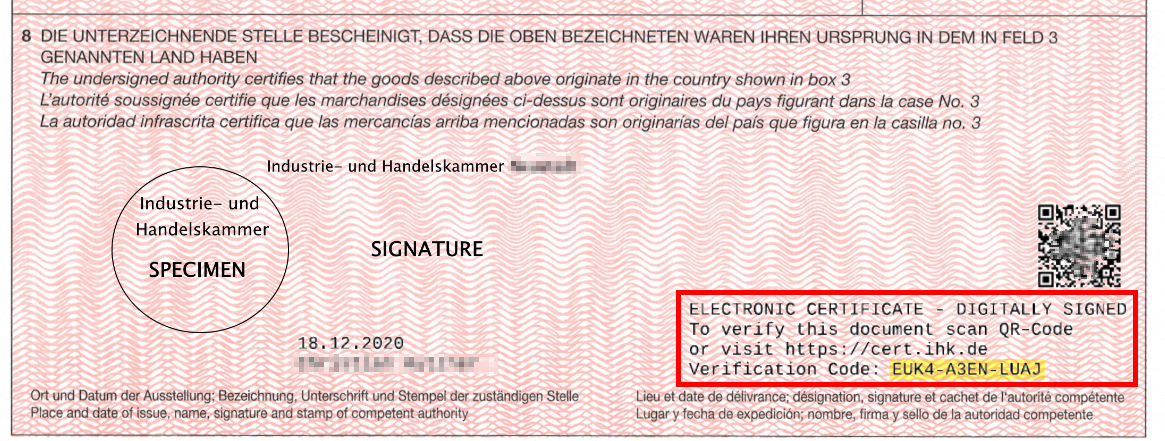 8 DIE UNTERZEICHNENDE STELLE BESCHEINIGT, DASS DIE OBEN BEZEICHNETEN WAREN IHREN URSPRUNG IN DEM IN FELD 3
GENANNTEN LAND HABEN
The undersigned authority certifies that the goods described above originate in the country shown in box 3
L'autorité soussignée certifie que les marchandises désignées ci-dessus sont originaires du pays figurant dans la case No. 3
La autoridad infrascrita certifica que las mercancías arriba mencionadas son originarias del país que figura en la casilla no. 3
Industrie- und Handelskammer
Industrie- und
Handelskammer
SPECIMEN
SIGNATURE
18.12.2020
ELECTRONIC CERTIFICATE - DIGITALLY SIGNED
To verify this document scan QR-Code
or visit https://cert.ihk.de
Verification Code: EUK4-A3EN-LUAJ
Ort und Datum der Ausstellung; Bezeichnung, Unterschrift und Stempel der zuständigen Stelle
Place and date of issue, name, signature and stamp of competent authority
Lieu et date de délivrance; désignation, signature et cachet de l'autorité compétente
Lugar y fecha de expedición; nombre, firma y sello de la autoridad competente